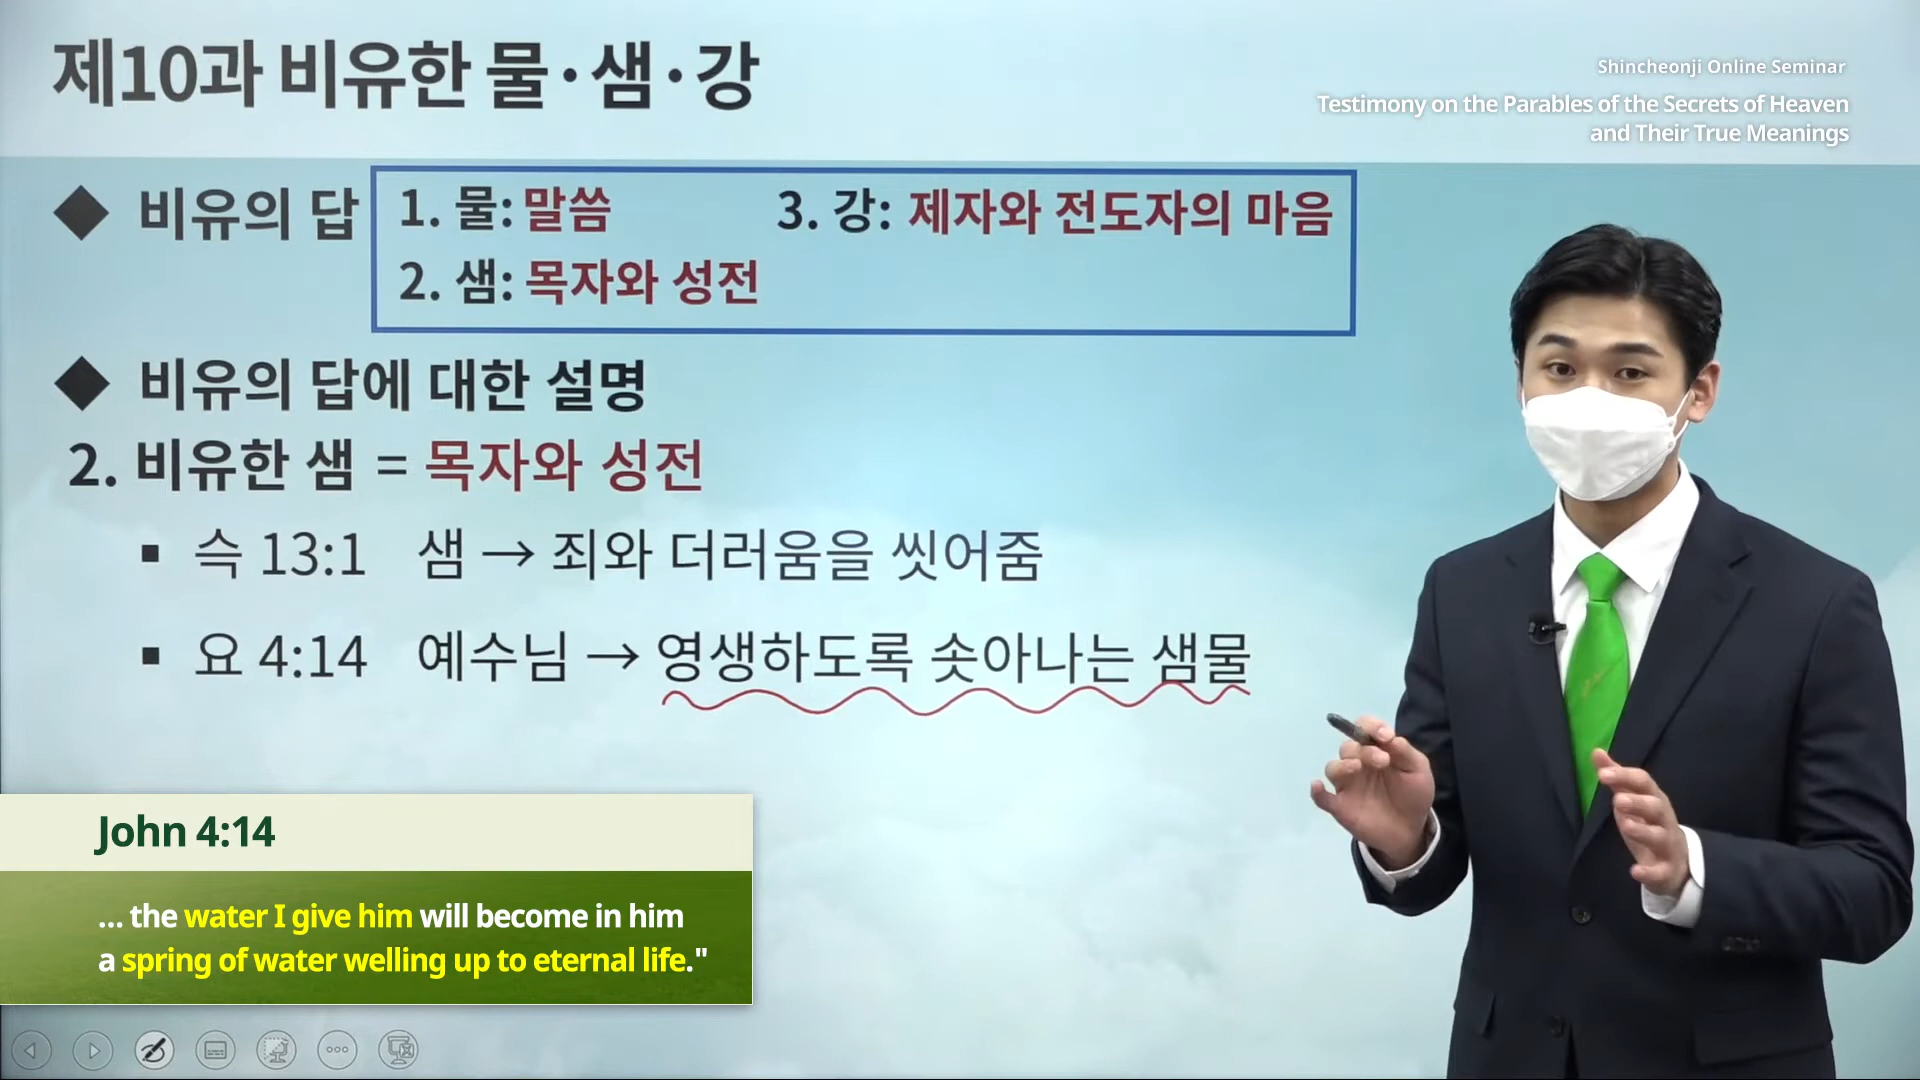 제10과 비유한 물·샘·강
Shincheonji Online Seminar
Testimony on the Parables of the Secrets of Heaven
and Their True Meanings
◆ 비유의 답
1. 물: 말씀
3. 강: 제자와 전도자의 마음
2. 샘: 목자와 성전
◆ 비유의 답에 대한 설명
2. 비유한 샘 = 목자와 성전
▪ 슥 13:1 샘 → 죄와 더러움을 씻어줌
▪ 요 4:14 예수님 → 영생하도록 솟아나는 샘물
John 4:14
... the water I give him will become in him
a spring of water welling up to eternal life."